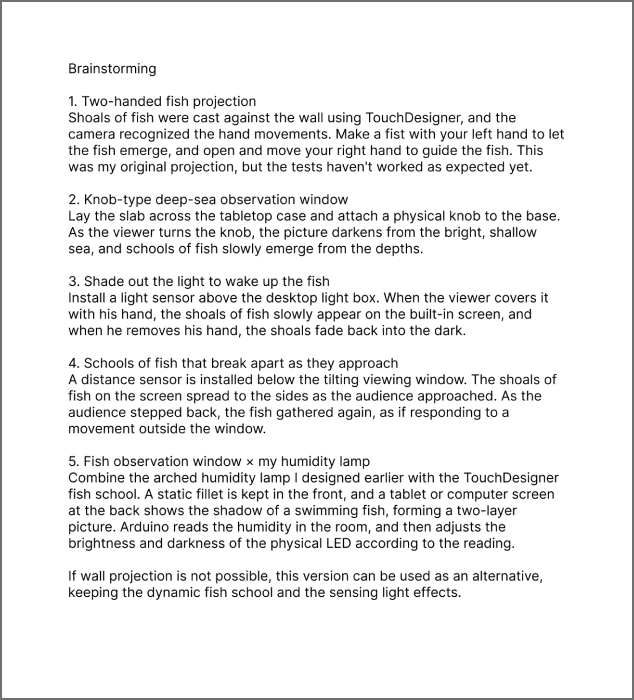 Brainstorming
1. Two-handed fish projection
Shoals of fish were cast against the wall using TouchDesigner, and the
camera recognized the hand movements. Make a fist with your left hand to let
the fish emerge, and open and move your right hand to guide the fish. This
was my original projection, but the tests haven't worked as expected yet.
2. Knob-type deep-sea observation window
Lay the slab across the tabletop case and attach a physical knob to the base.
As the viewer turns the knob, the picture darkens from the bright, shallow
sea, and schools of fish slowly emerge from the depths.
3. Shade out the light to wake up the fish
Install a light sensor above the desktop light box. When the viewer covers it
with his hand, the shoals of fish slowly appear on the built-in screen, and
when he removes his hand, the shoals fade back into the dark.
4. Schools of fish that break apart as they approach
A distance sensor is installed below the tilting viewing window. The shoals of
fish on the screen spread to the sides as the audience approached. As the
audience stepped back, the fish gathered again, as if responding to a
movement outside the window.
5. Fish observation window × my humidity lamp
Combine the arched humidity lamp I designed earlier with the TouchDesigner
fish school. A static fillet is kept in the front, and a tablet or computer screen
at the back shows the shadow of a swimming fish, forming a two-layer
picture. Arduino reads the humidity in the room, and then adjusts the
brightness and darkness of the physical LED according to the reading.
If wall projection is not possible, this version can be used as an alternative,
keeping the dynamic fish school and the sensing light effects.